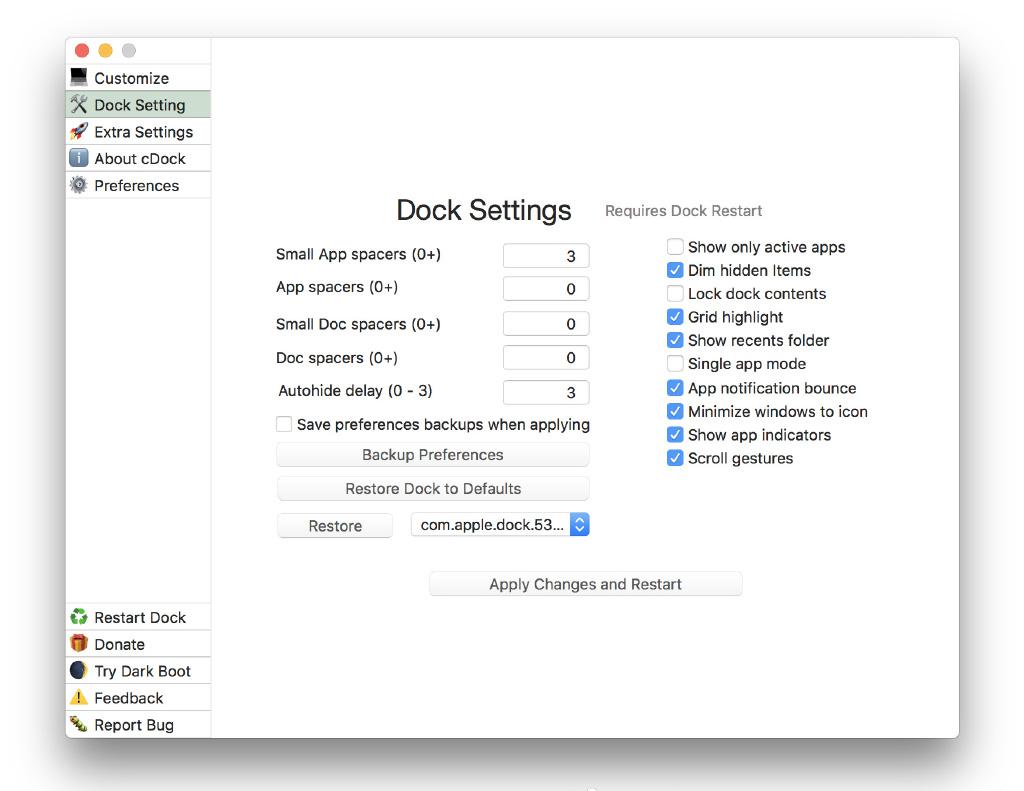 Customize
Dock Setting
Extra Settings
About cDock
Preferences
Dock Settings
Requires Dock Restart
Small App spacers (0+)
3
App spacers (0+)
0
Small Doc spacers (0+)
0
Doc spacers (0+)
0
Autohide delay (0 - 3)
3
Save preferences backups when applying
Backup Preferences
Restore Dock to Defaults
Restore
com.apple.dock.53...
Show only active apps
Dim hidden Items
Lock dock contents
Grid highlight
Show recents folder
Single app mode
App notification bounce
Minimize windows to icon
Show app indicators
Scroll gestures
Apply Changes and Restart
Restart Dock
Donate
Try Dark Boot
Feedback
Report Bug